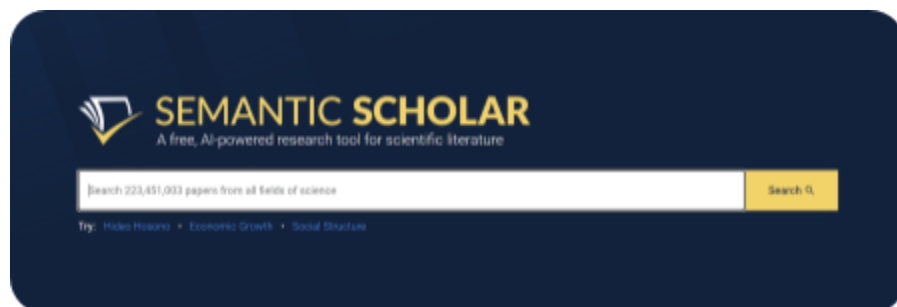 SEMANTIC SCHOLAR
A free, AI-powered research tool for scientific literature
Search 223,451,003 papers from all fields of science
Search
Try: Hideo Hosono • Economic Growth • Social Structure